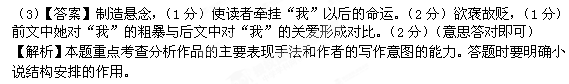 （3）【答案】制造悬念，（1分）使读者牵挂“我”以后的命运。（2分）欲褒故贬，（1分）
前文中她对“我”的粗暴与后文中对“我”的关爱形成对比。（2分）（意思答对即可）
【解析】本题重点考查分析作品的主要表现手法和作者的写作意图的能力。答题时要明确小
说结构安排的作用。